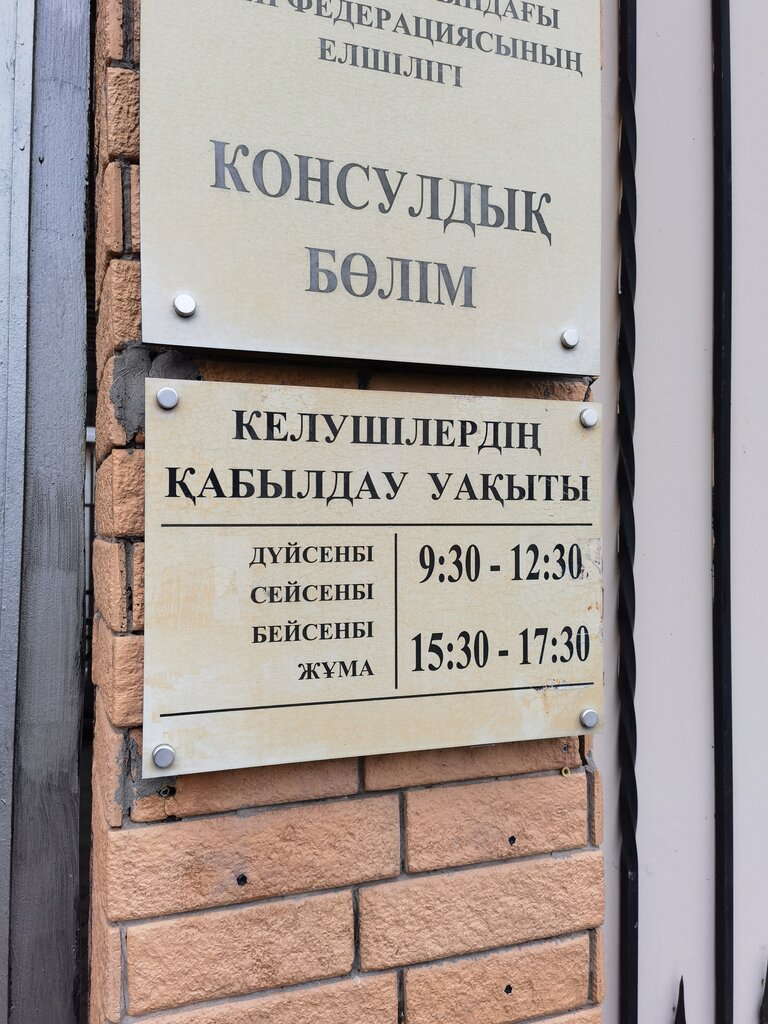 ФЕДЕРАЦИЯСЫНЫҢ
ЕЛШІЛІГІ
КОНСУЛДЫҚ
БӨЛІМ
КЕЛУШІЛЕРДІҢ
ҚАБЫЛДАУ УАҚЫТЫ
ДҮЙСЕНБІ 9:30 - 12:30
СЕЙСЕНБІ
БЕЙСЕНБІ 15:30 - 17:30
ЖҰМА